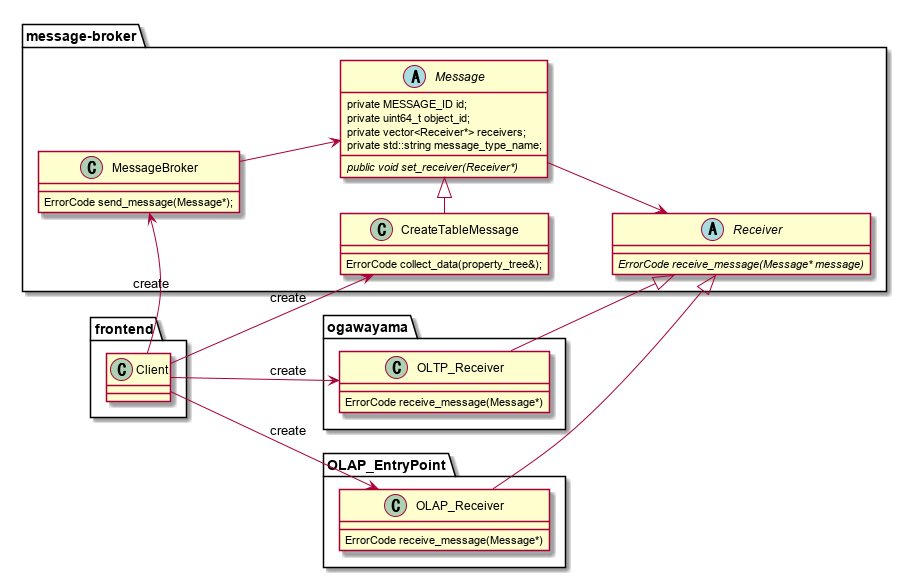 message-broker
A Message
private MESSAGE_ID id;
private uint64_t object_id;
private vector<Receiver*> receivers;
private std::string message_type_name;
public void set_receiver(Receiver*)
C MessageBroker
ErrorCode send_message(Message*);
C CreateTableMessage
ErrorCode collect_data(property_tree&);
A Receiver
ErrorCode receive_message(Message* message)
create
create
frontend
C Client
ogawayama
C OLTP_Receiver
ErrorCode receive_message(Message*)
create
create
OLAP_EntryPoint
C OLAP_Receiver
ErrorCode receive_message(Message*)